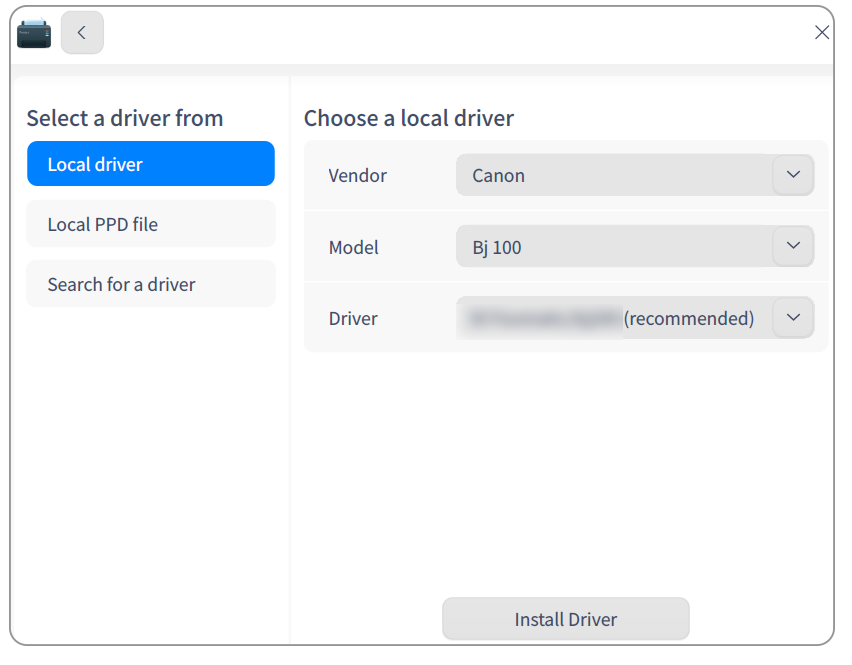 Select a driver from
Local driver
Local PPD file
Search for a driver
Choose a local driver
Vendor
Canon
Model
Bj 100
Driver
(recommended)
Install Driver